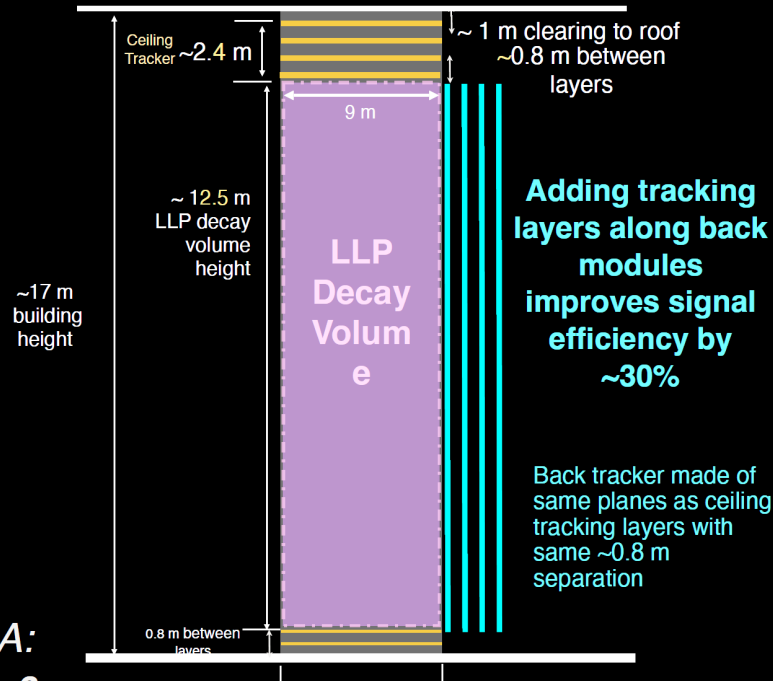 ~ 1 m clearing to roof
~0.8 m between
layers
Ceiling
Tracker
~2.4 m
9 m
~ 12.5 m
LLP decay
volume
height
~17 m
building
height
LLP
Decay
Volum
e
Adding tracking
layers along back
modules
improves signal
efficiency by
~30%
Back tracker made of
same planes as ceiling
tracking layers with
same ~0.8 m
separation
0.8 m between
layers
A: